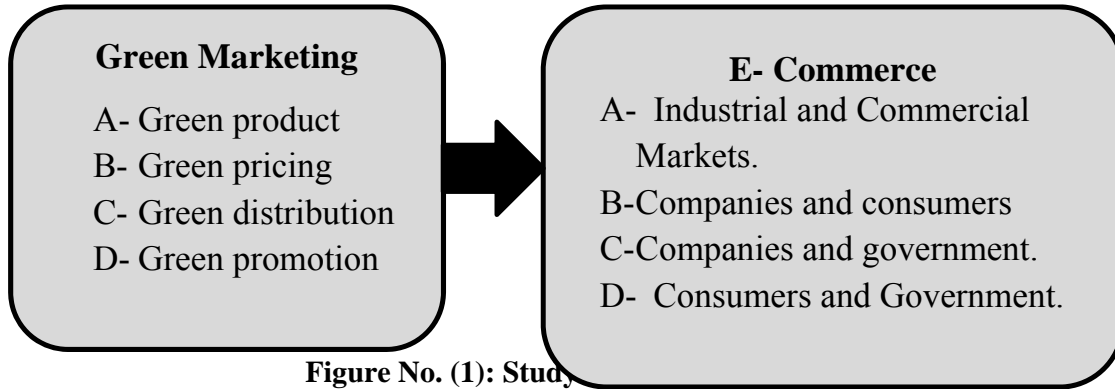 Green Marketing
A- Green product
B- Green pricing
C- Green distribution
D- Green promotion
E- Commerce
A- Industrial and Commercial
Markets.
B-Companies and consumers
C-Companies and government.
D- Consumers and Government.
Figure No. (1): Study